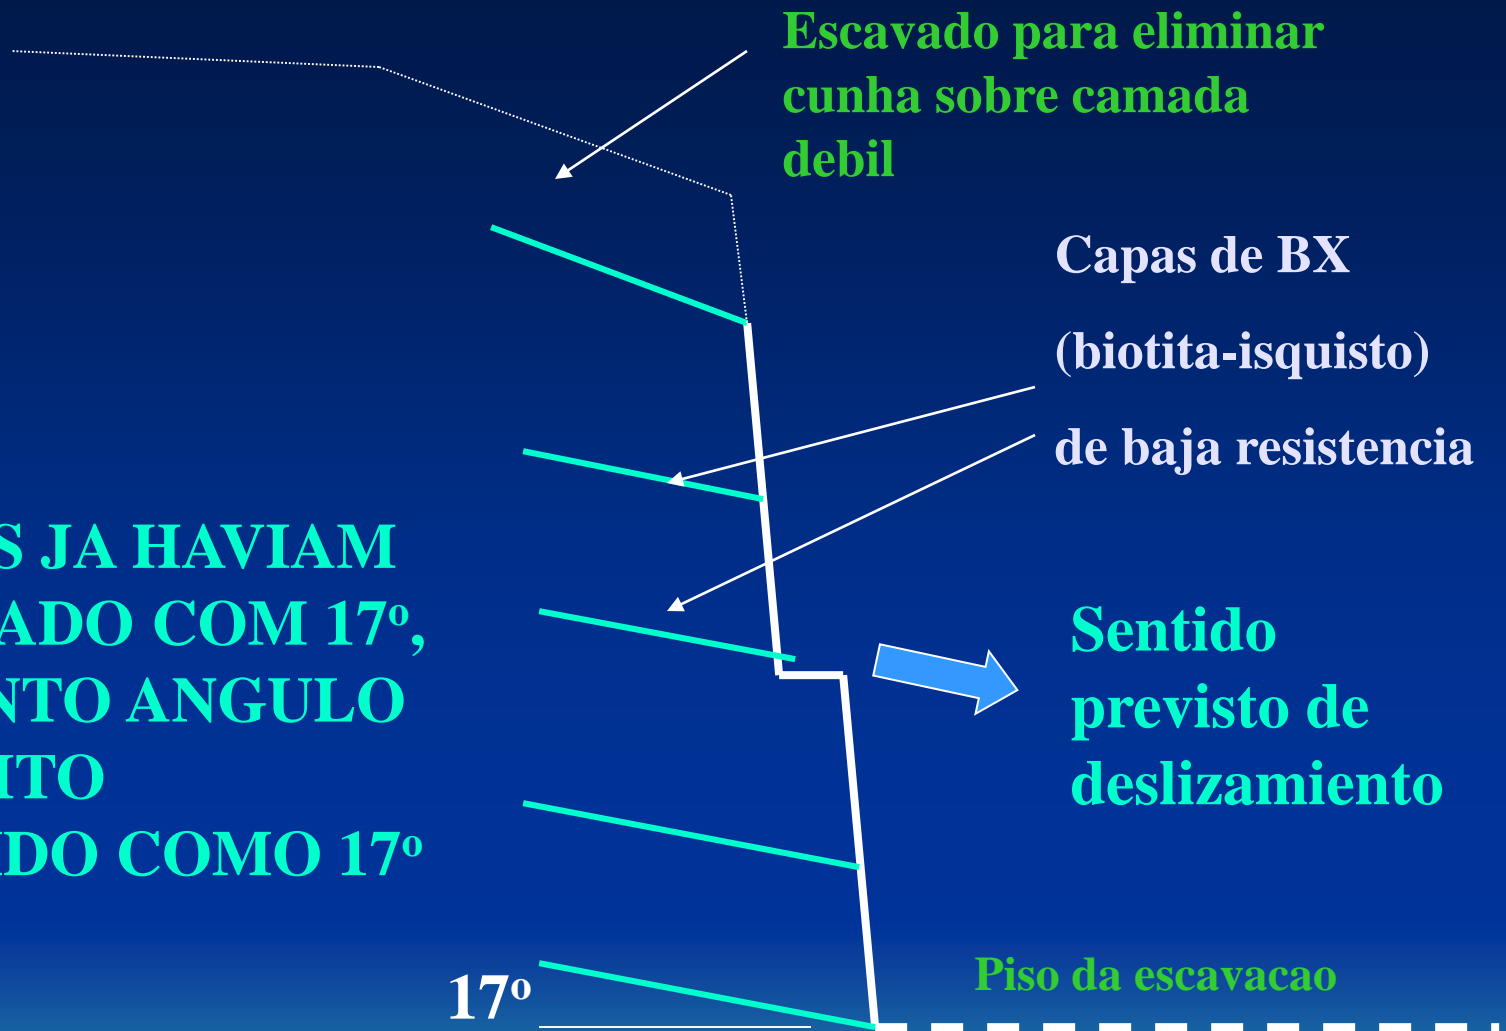 Escavado para eliminar
cunha sobre camada
debil
Capas de BX
(biotita-isquisto)
de baja resistencia
S JA HAVIAM
ADO COM 17º,
NTO ANGULO
ITO
IDO COMO 17º
Sentido
previsto de
deslizamiento
Piso da escavacao
17º